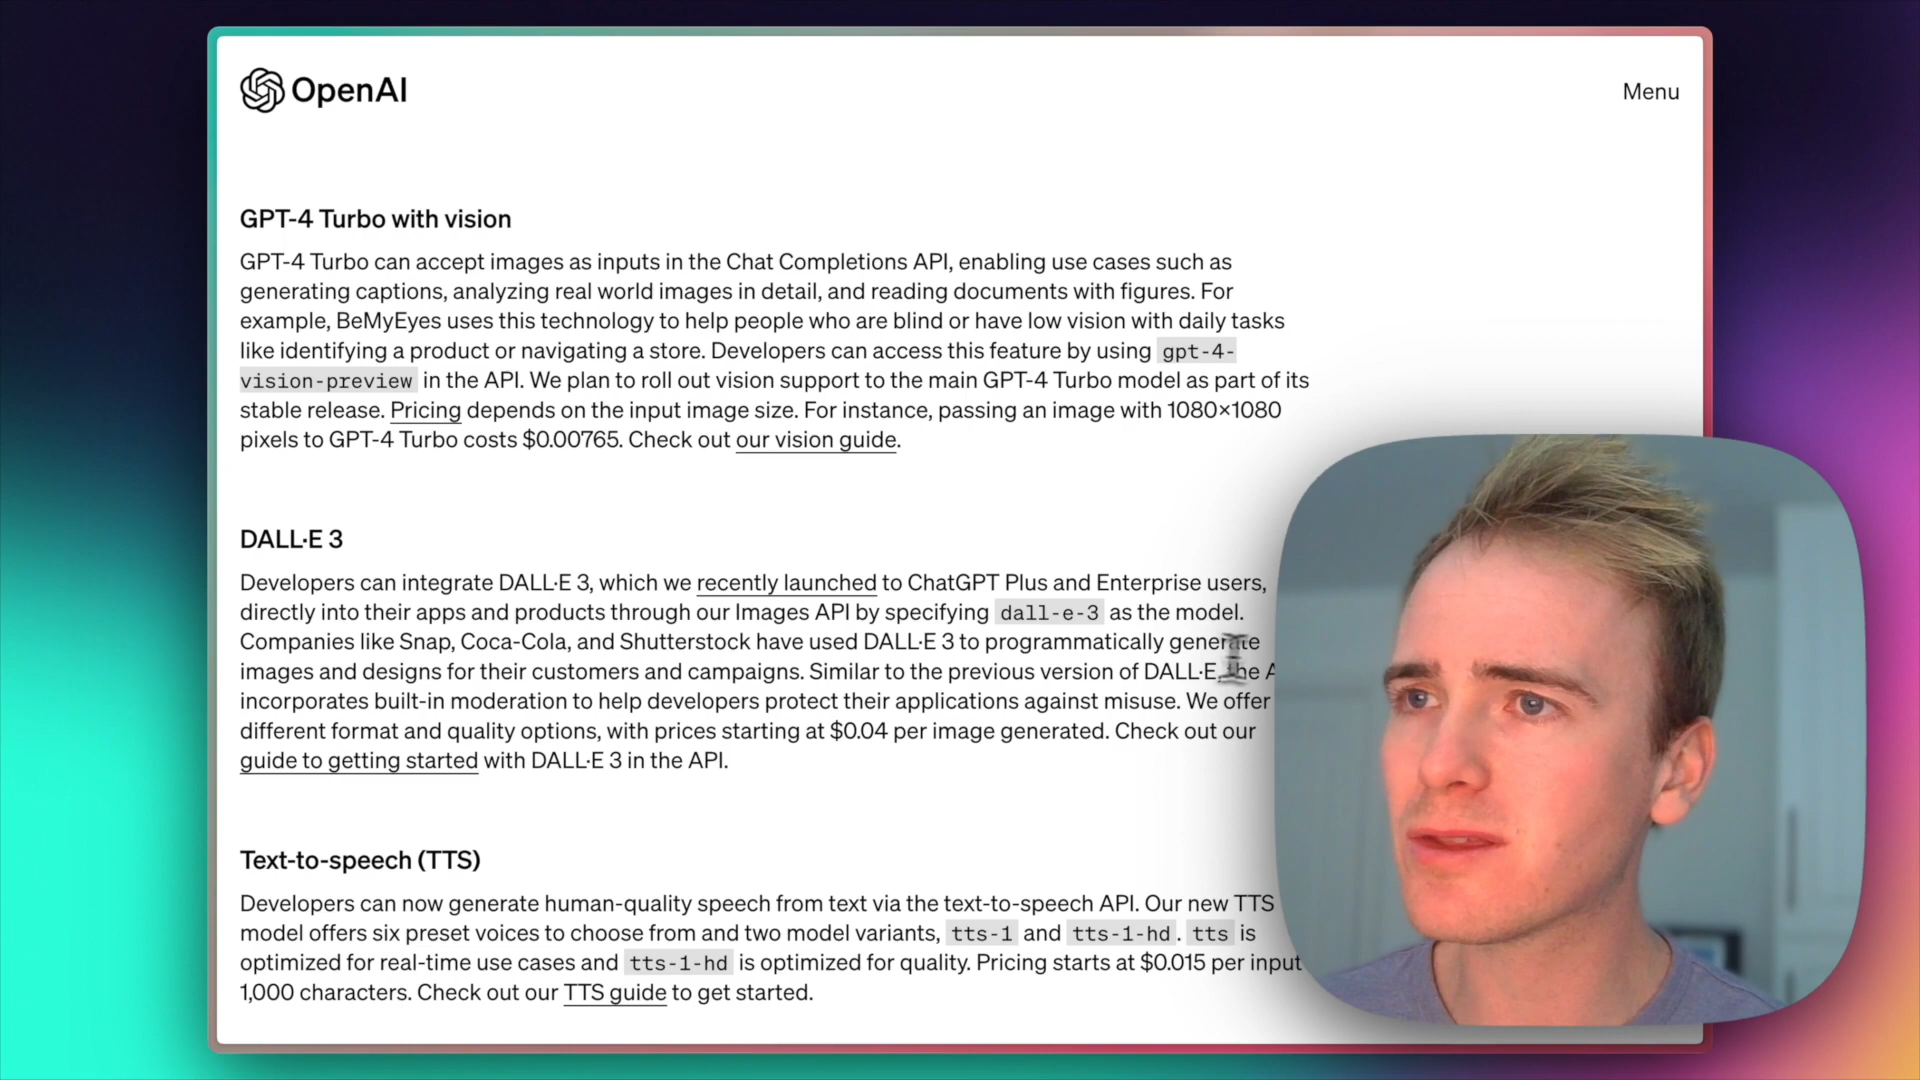 OpenAI
Menu
GPT-4 Turbo with vision
GPT-4 Turbo can accept images as inputs in the Chat Completions API, enabling use cases such as
generating captions, analyzing real world images in detail, and reading documents with figures. For
example, BeMyEyes uses this technology to help people who are blind or have low vision with daily tasks
like identifying a product or navigating a store. Developers can access this feature by using gpt-4-
vision-preview in the API. We plan to roll out vision support to the main GPT-4 Turbo model as part of its
stable release. Pricing depends on the input image size. For instance, passing an image with 1080×1080
pixels to GPT-4 Turbo costs $0.00765. Check out our vision guide.
DALL·E 3
Developers can integrate DALL·E 3, which we recently launched to ChatGPT Plus and Enterprise users,
directly into their apps and products through our Images API by specifying dall-e-3 as the model.
Companies like Snap, Coca-Cola, and Shutterstock have used DALL·E 3 to programmatically generate
images and designs for their customers and campaigns. Similar to the previous version of DALL·E, the
incorporates built-in moderation to help developers protect their applications against misuse. We offer
different format and quality options, with prices starting at $0.04 per image generated. Check out our
guide to getting started with DALL·E 3 in the API.
Text-to-speech (TTS)
Developers can now generate human-quality speech from text via the text-to-speech API. Our new TTS
model offers six preset voices to choose from and two model variants, tts-1 and tts-1-hd. tts is
optimized for real-time use cases and tts-1-hd is optimized for quality. Pricing starts at $0.015 per input
1,000 characters. Check out our TTS guide to get started.